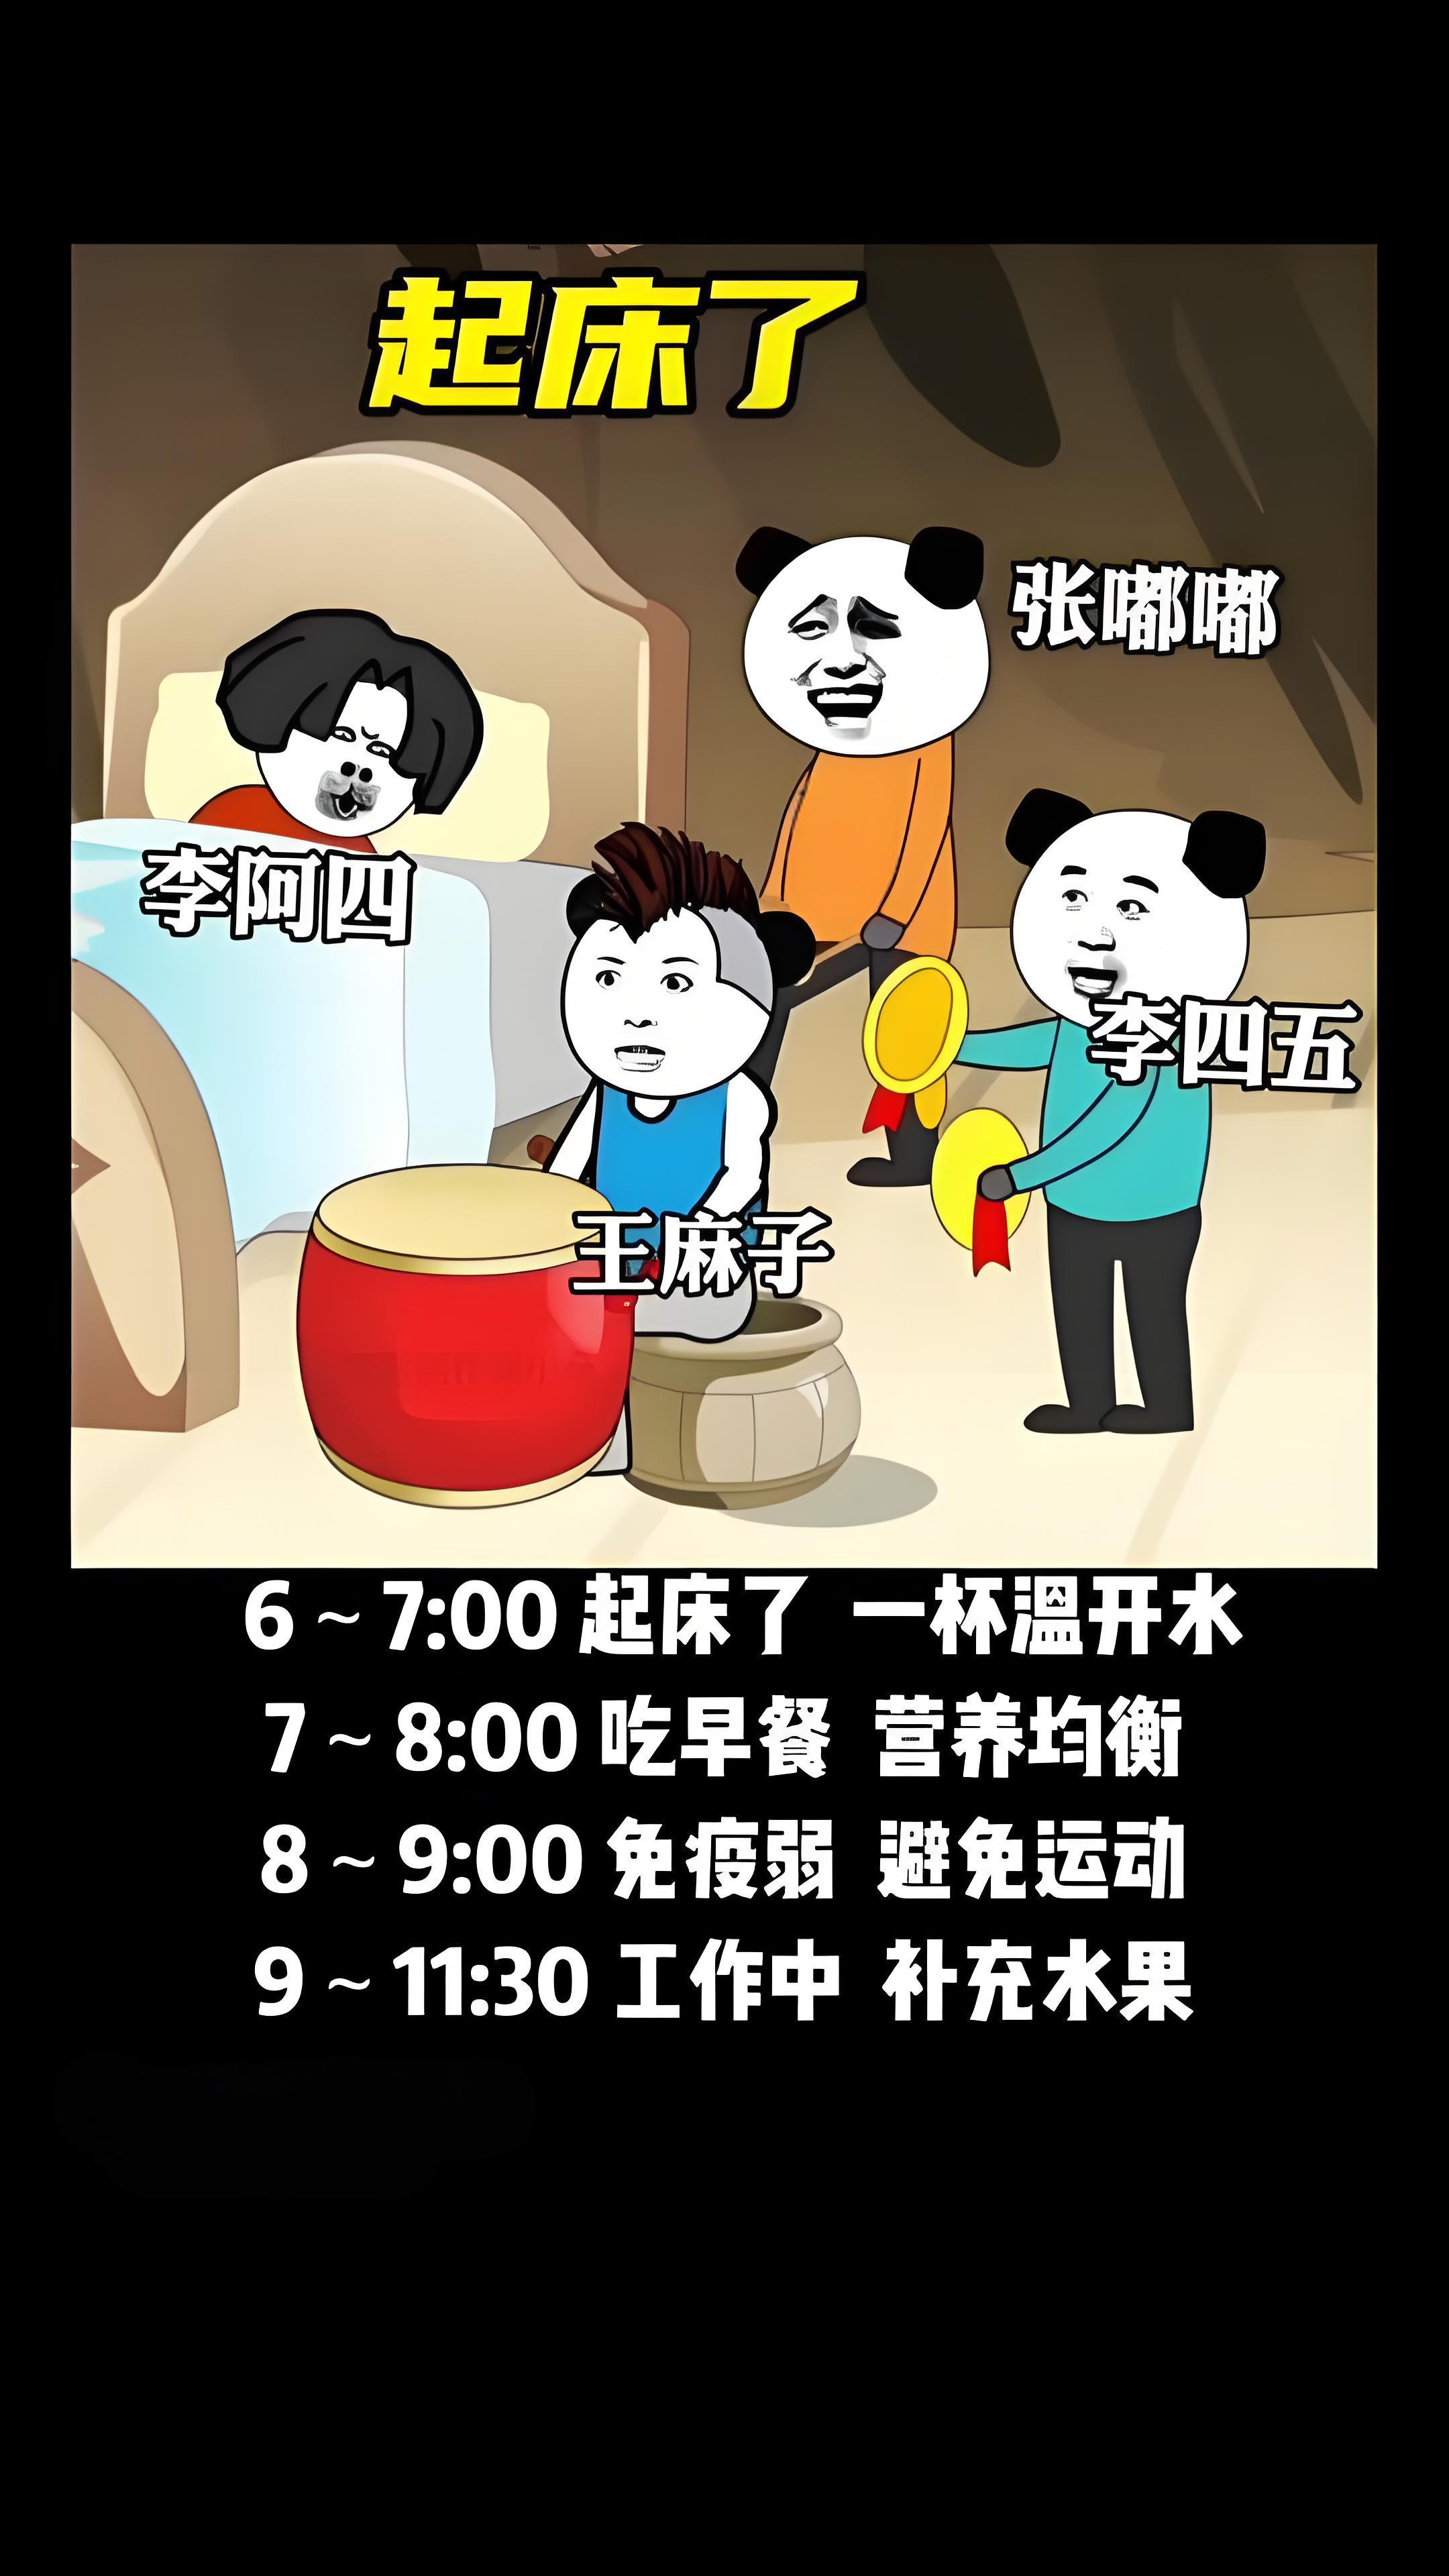 起床了
张嘟嘟
李阿四
李四五
王麻子
6 ~ 7:00 起床了 一杯溫开水
7 ~ 8:00 吃早餐 营养均衡
8 ~ 9:00 免疫弱 避免运动
9 ~ 11:30 工作中 补充水果